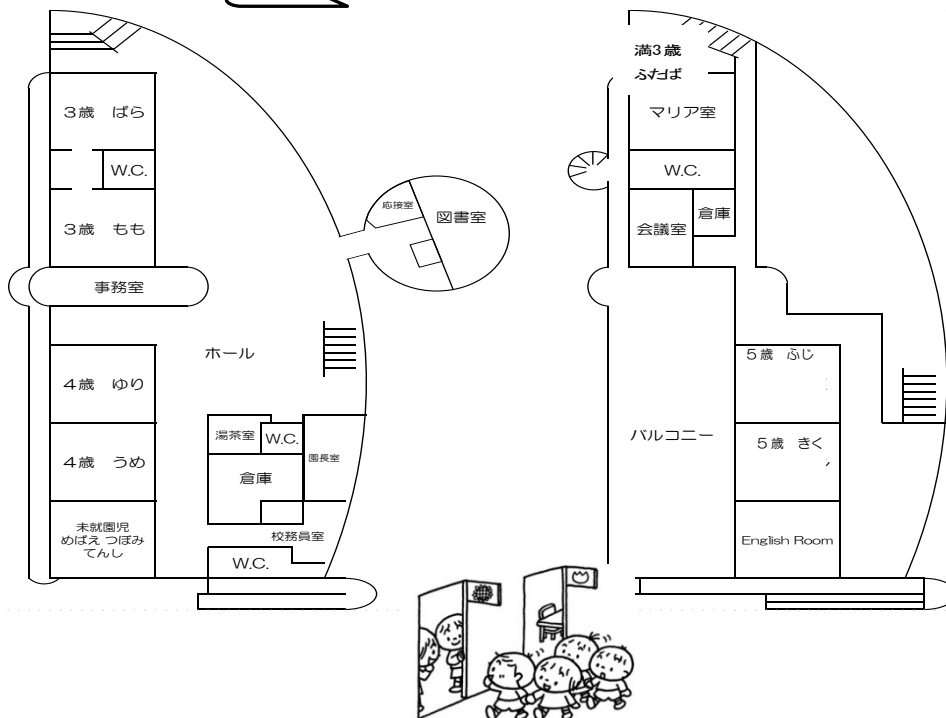 3歳 ばら
W.C.
3歳 もも
事務室
ホール
4歳 ゆり
4歳 うめ
未就園児
めばえ つぼみ
てんし
湯茶室
W.C.
園長室
倉庫
校務員室
W.C.
応接室
図書室
満3歳
ふたば
マリア室
W.C.
会議室
倉庫
バルコニー
5歳 ふじ
5歳 きく
English Room